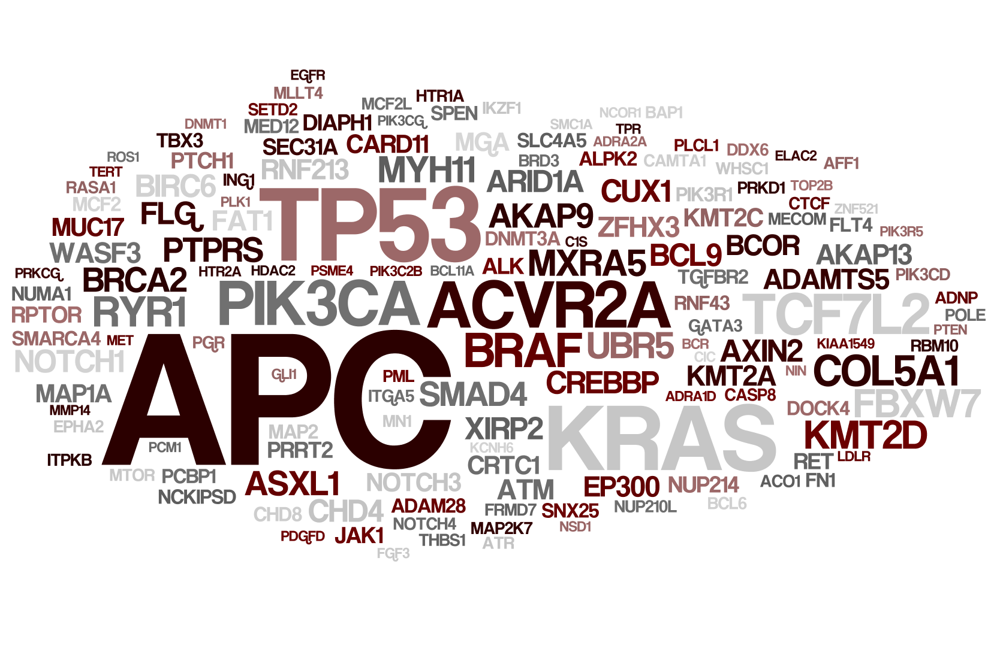 EGFR
MLLT4
HTR1A
MCF2L
SETD2
IKZF1
SPEN
NCOR1 BAP1
DIAPH1
PIK3CG
DNMT1
MED12
SMC1A
TPR
TBX3
SEC31A
CARD11
MGA
SLC4A5
ADRA2A
PLCL1
DDX6
ELAC2
ROS1
PTCH1
RNF213
MYH11
BRD3
ALPK2
CAMTA1
WHSC1
AFF1
TERT
RASA1
BIRC6
ING1
ARID1A
CUX1
PIK3R1
PRKD1
TOP2B
MCF2
PLK1
CTCF
ZNF521
FLG
FAT1
TP53
AKAP9
ZFHX3
KMT2C
MECOM
FLT4
PIK3R5
MUC17
DNMT3A
C1S
WASF3
PTPRS
BCL9
BCOR
AKAP13
ALK
MXRA5
PRKCG
BRCA2
HTR2A
HDAC2
PSME4
PIK3C2B
BCL11A
TGFBR2
ADAMTS5
PIK3CD
NUMA1
RPTOR
RYR1
PIK3CA
ACVR2A
RNF43
TCF7L2
ADNP
POLE
GATA3
PTEN
SMARCA4
MET
PGR
BRAF
UBR5
BCR
CIC
AXIN2
KIAA1549
RBM10
NOTCH1
APC
GLI1
PML
CREBBP
KMT2A
NIN
COL5A1
MAP1A
ITGA5
SMAD4
ADRA1D
CASP8
MMP14
DOCK4
FBXW7
EPHA2
MN1
MAP2
XIRP2
KRAS
KMT2D
PCM1
PRRT2
KCNH6
ITPKB
CRTC1
RET
LDLR
MTOR
PCBP1
ASXL1
NOTCH3
ATM
EP300
NUP214
ACO1
FN1
NCKIPSD
CHD8
CHD4
ADAM28
FRMD7
SNX25
NUP210L
BCL6
NOTCH4
MAP2K7
NSD1
PDGFD
JAK1
THBS1
ATR
FGF3